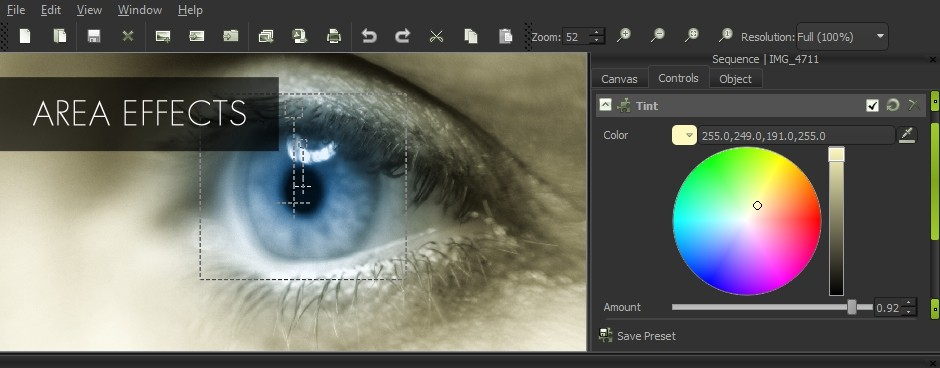 File Edit View Window Help
Zoom: 52 Resolution: Full (100%)
Sequence | IMG_4711
Canvas Controls Object
AREA EFFECTS
Tint
Color 255.0,249.0,191.0,255.0
Amount 0.92
Save Preset